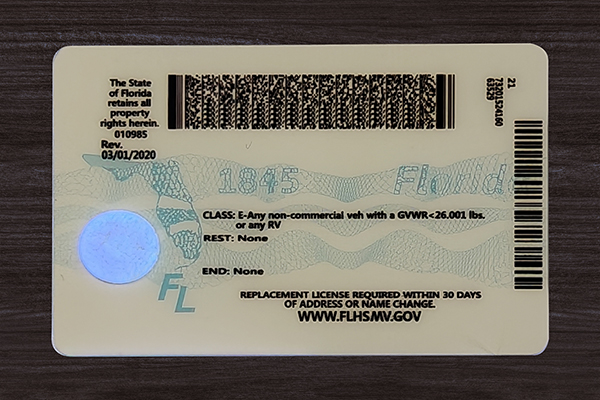 The State
of Florida
retains all
property
rights herein.
010985
Rev.
03/01/2020
21
1845 Florid
CLASS: E-Any non-commercial veh with a GVWR<26.001 lbs.
or any RV
REST: None
END: None
FL
REPLACEMENT LICENSE REQUIRED WITHIN 30 DAYS
OF ADDRESS OR NAME CHANGE.
WWW.FLHSMV.GOV